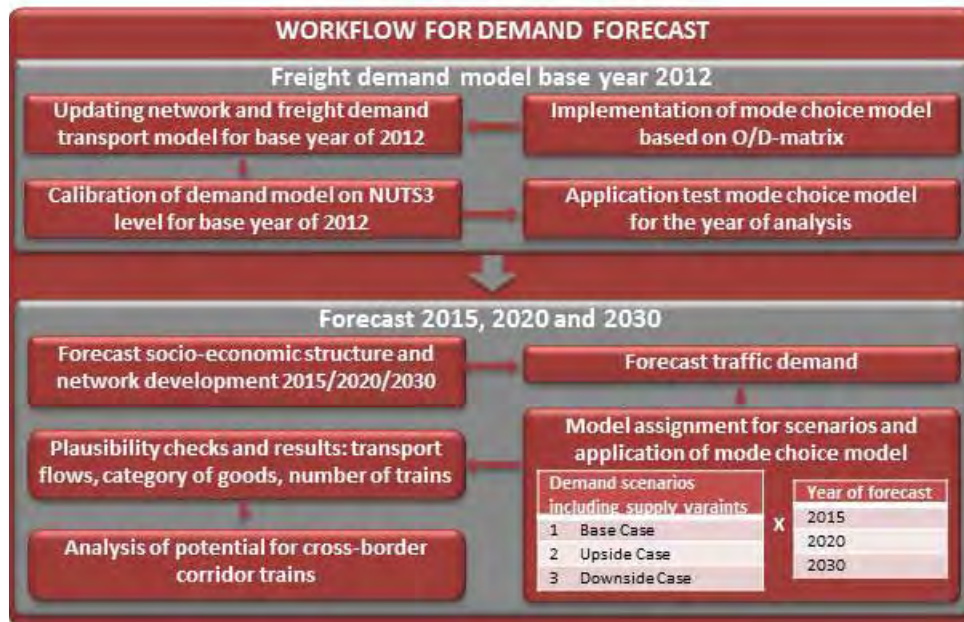 WORKFLOW FOR DEMAND FORECAST
Freight demand model base year 2012
Updating network and freight demand
transport model for base year of 2012
Implementation of mode choice model
based on O/D-matrix
Calibration of demand model on NUTS3
level for base year of 2012
Application test mode choice model
for the year of analysis
Forecast 2015, 2020 and 2030
Forecast socio-economic structure and
network development 2015/2020/2030
Forecast traffic demand
Plausibility checks and results: transport
flows, category of goods, number of trains
Model assignment for scenarios and
application of mode choice model
Demand scenarios
including supply varaints
1 Base Case
2 Upside Case
3 Downside Case
X
Year of forecast
2015
2020
2030
Analysis of potential for cross-border
corridor trains